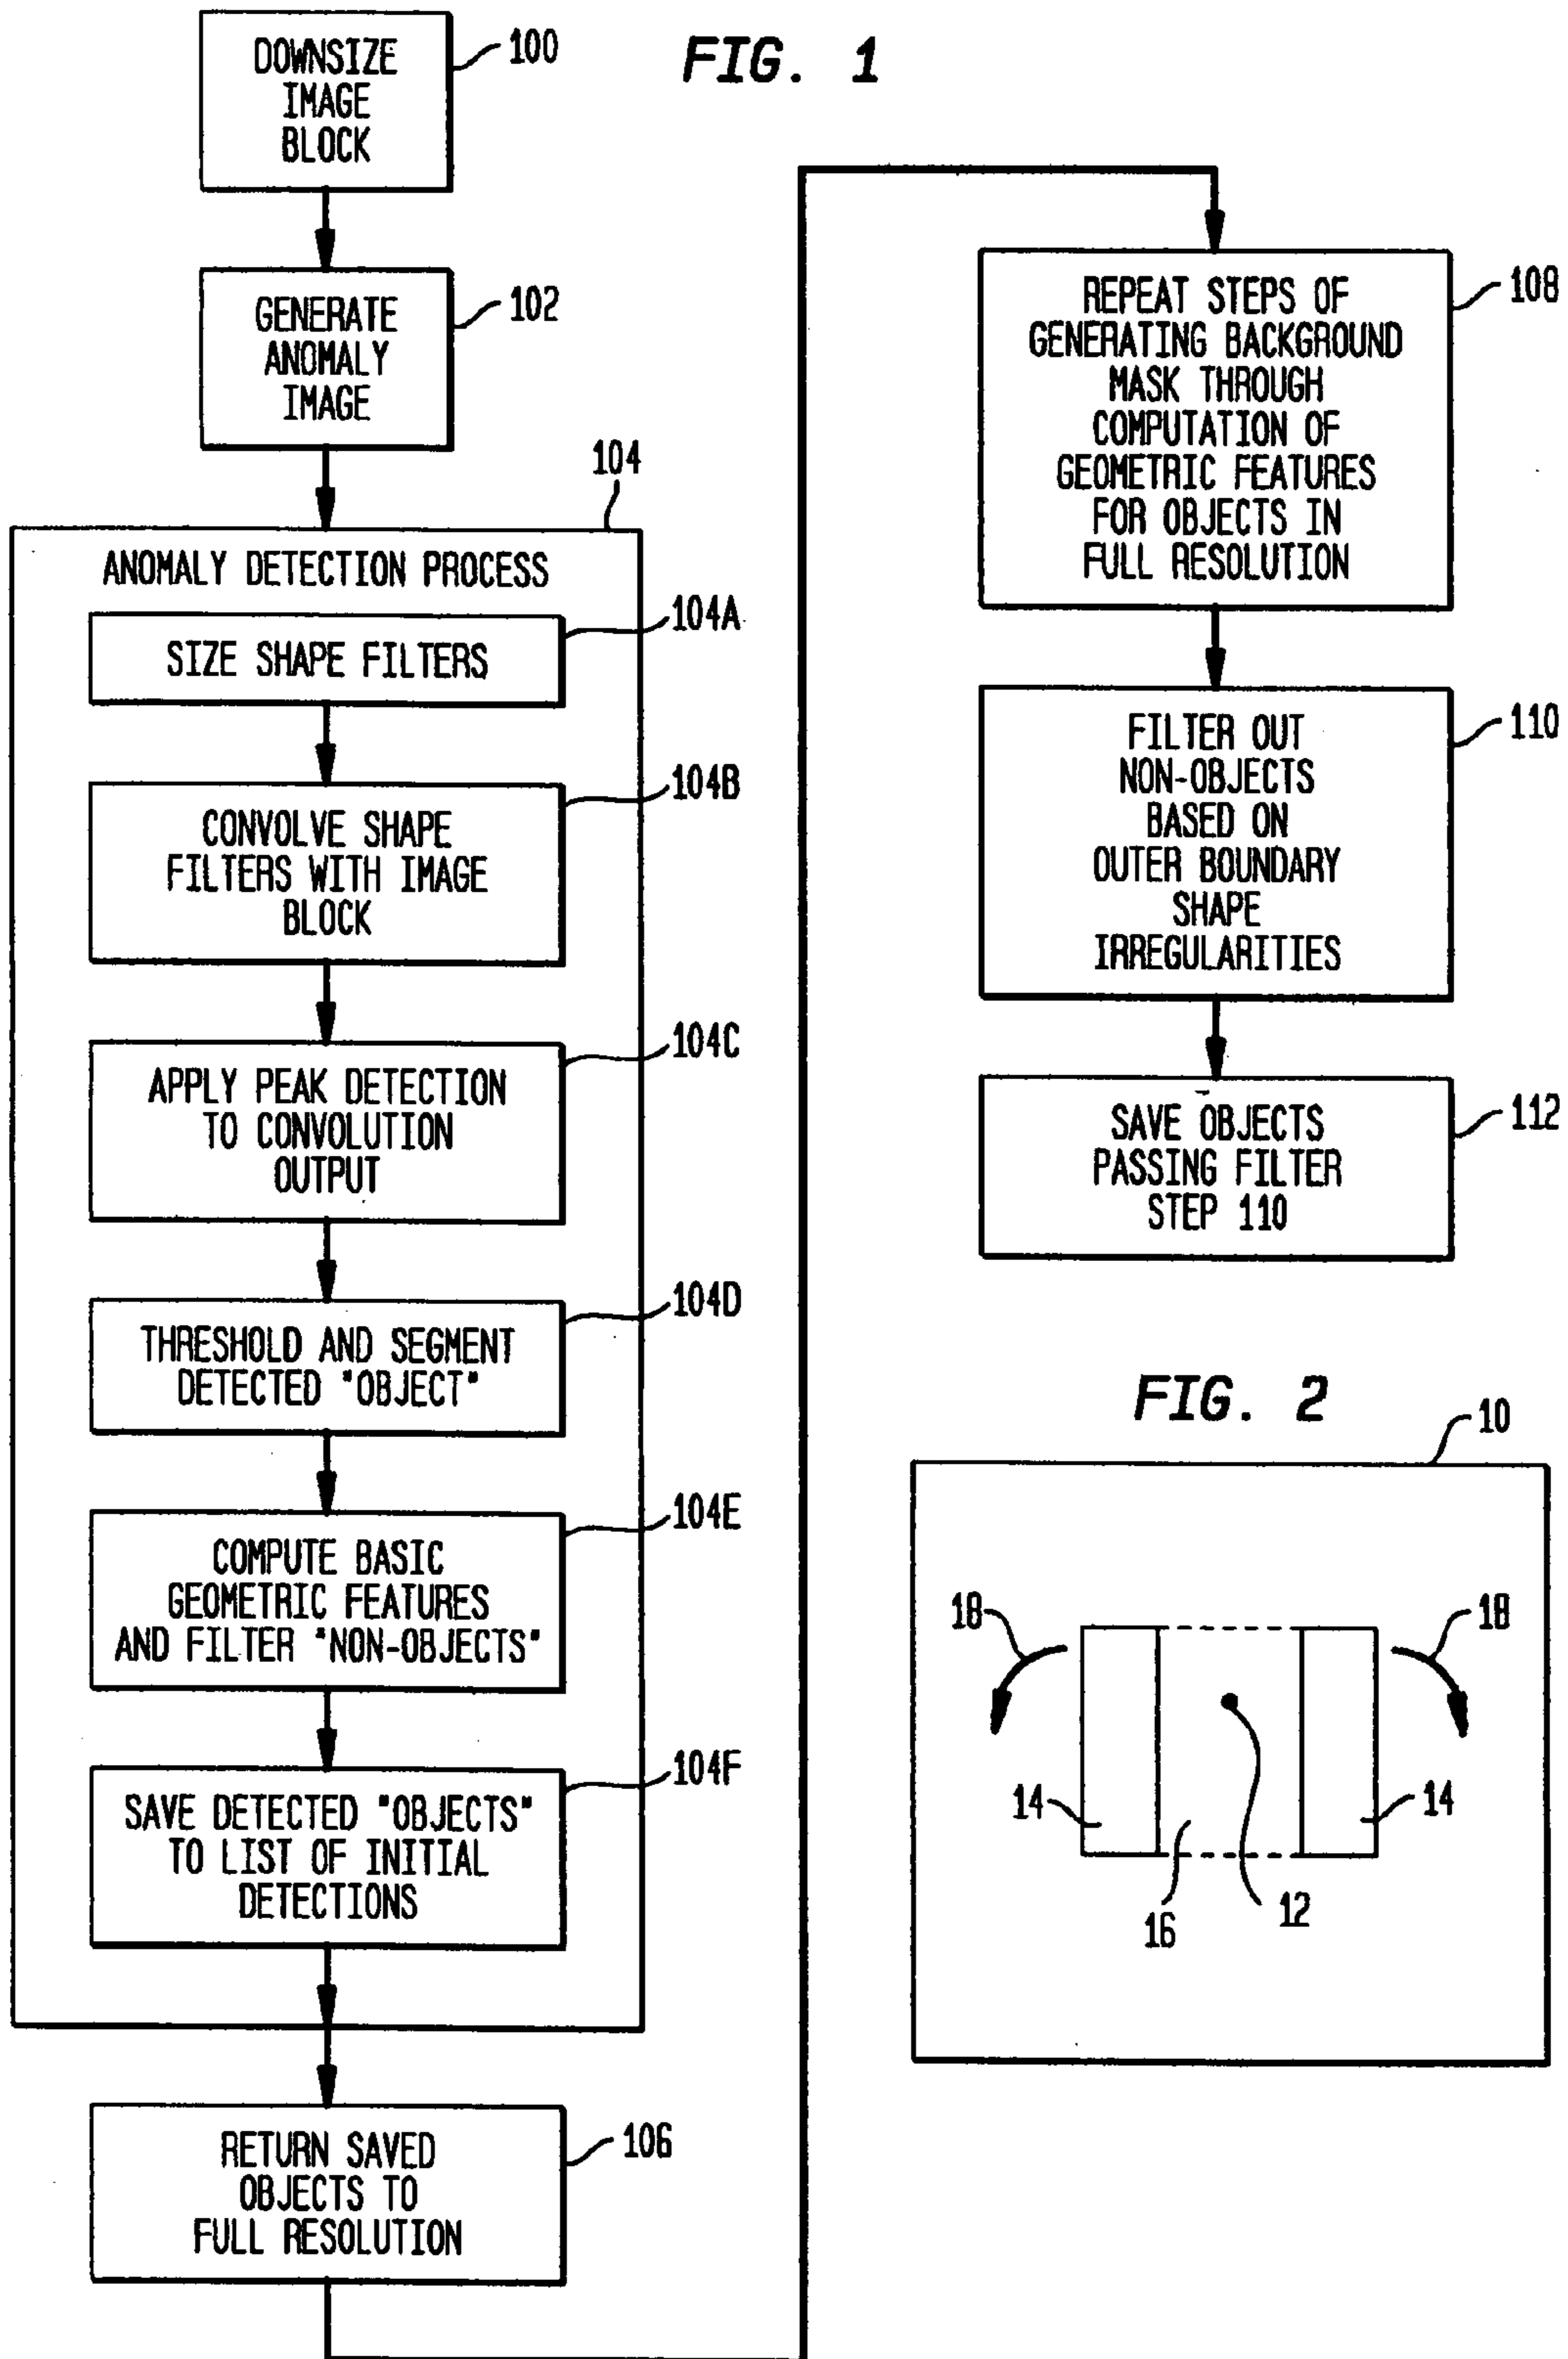 FIG. 1
DOWNSIZE
IMAGE
BLOCK
100
GENERATE
ANOMALY
IMAGE
102
104
ANOMALY DETECTION PROCESS
SIZE SHAPE FILTERS
104A
CONVOLVE SHAPE
FILTERS WITH IMAGE
BLOCK
104B
APPLY PEAK DETECTION
TO CONVOLUTION
OUTPUT
104C
THRESHOLD AND SEGMENT
DETECTED "OBJECT"
104D
COMPUTE BASIC
GEOMETRIC FEATURES
AND FILTER "NON-OBJECTS"
104E
SAVE DETECTED "OBJECTS"
TO LIST OF INITIAL
DETECTIONS
104F
RETURN SAVED
OBJECTS TO
FULL RESOLUTION
106
REPEAT STEPS OF
GENERATING BACKGROUND
MASK THROUGH
COMPUTATION OF
GEOMETRIC FEATURES
FOR OBJECTS IN
FULL RESOLUTION
108
FILTER OUT
NON-OBJECTS
BASED ON
OUTER BOUNDARY
SHAPE
IRREGULARITIES
110
SAVE OBJECTS
PASSING FILTER
STEP 110
112
FIG. 2
10
18
18
14
14
16
12